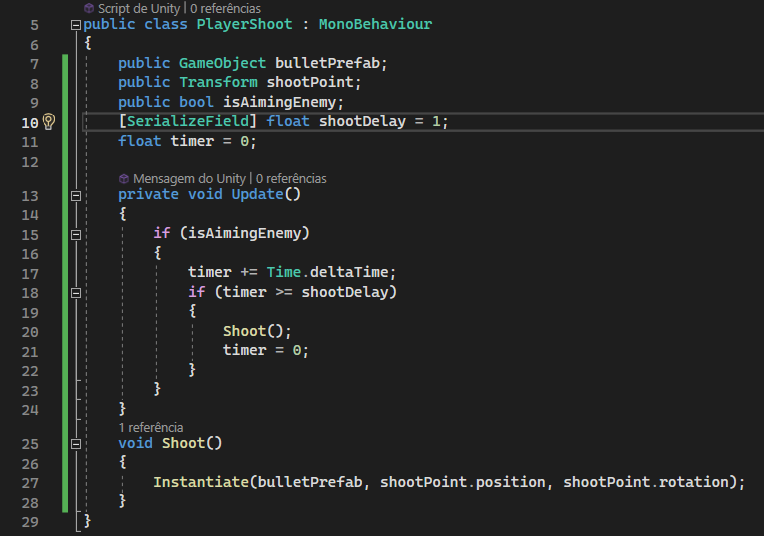 Script de Unity | 0 referências
5 public class PlayerShoot : MonoBehaviour
6 {
7 public GameObject bulletPrefab;
8 public Transform shootPoint;
9 public bool isAimingEnemy;
10 [SerializeField] float shootDelay = 1;
11 float timer = 0;
12
Mensagem do Unity | 0 referências
13 private void Update()
14 {
15 if (isAimingEnemy)
16 {
17 timer += Time.deltaTime;
18 if (timer >= shootDelay)
19 {
20 Shoot();
21 timer = 0;
22 }
23 }
24 }
1 referência
25 void Shoot()
26 {
27 Instantiate(bulletPrefab, shootPoint.position, shootPoint.rotation);
28 }
29 }